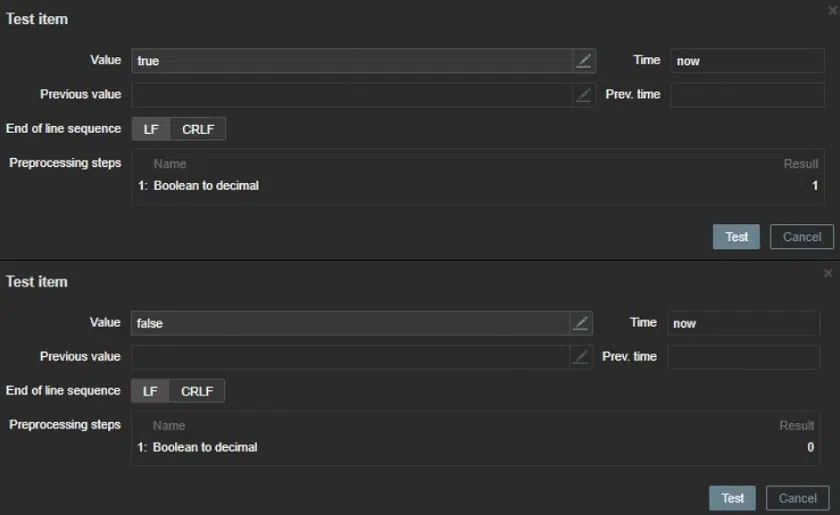 Test item
Value true Time now
Previous value Prev. time
End of line sequence LF CRLF
Preprocessing steps Name Result
1: Boolean to decimal 1
Test Cancel
Test item
Value false Time now
Previous value Prev. time
End of line sequence LF CRLF
Preprocessing steps Name Result
1: Boolean to decimal 0
Test Cancel